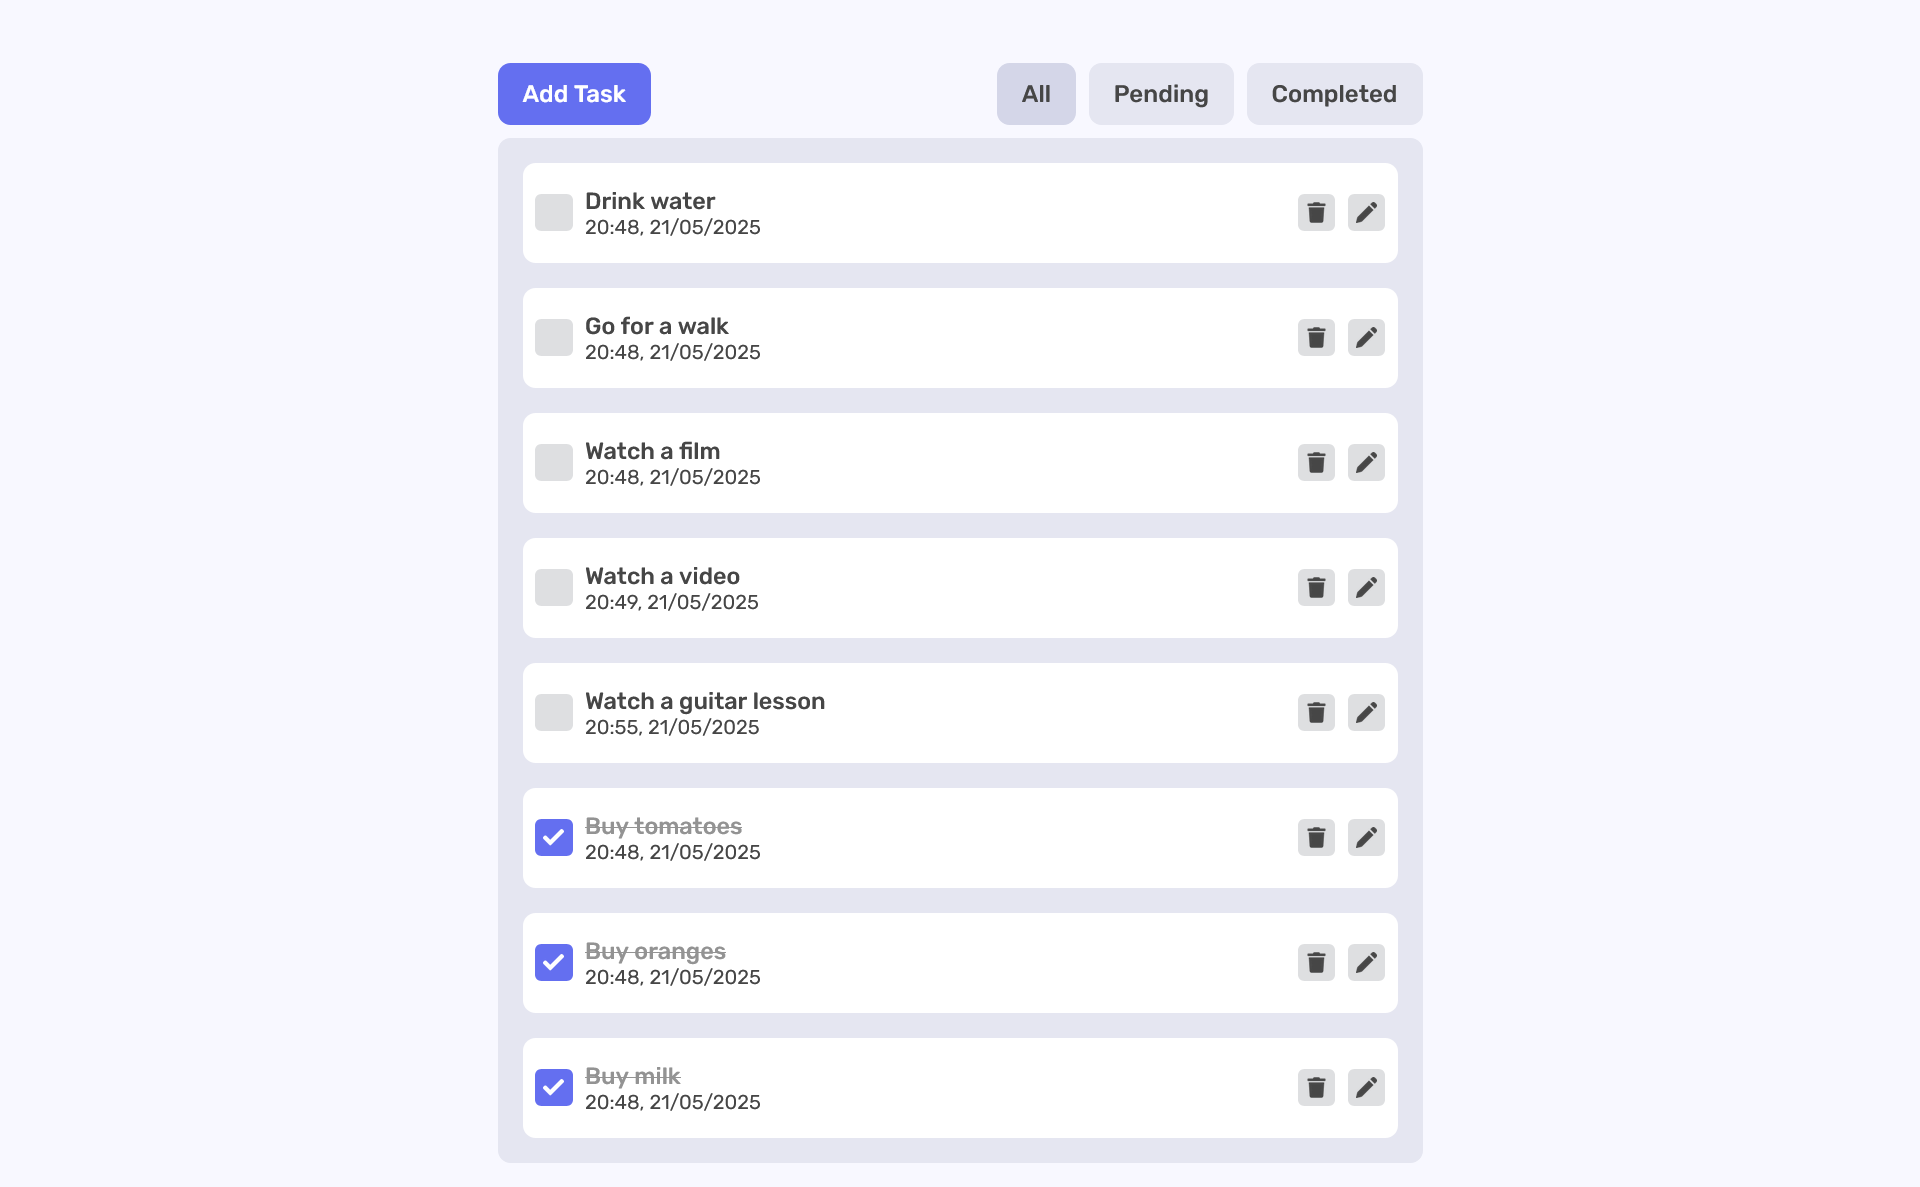 Add Task
All
Pending
Completed
Drink water
20:48, 21/05/2025
Go for a walk
20:48, 21/05/2025
Watch a film
20:48, 21/05/2025
Watch a video
20:49, 21/05/2025
Watch a guitar lesson
20:55, 21/05/2025
Buy tomatoes
20:48, 21/05/2025
Buy oranges
20:48, 21/05/2025
Buy milk
20:48, 21/05/2025